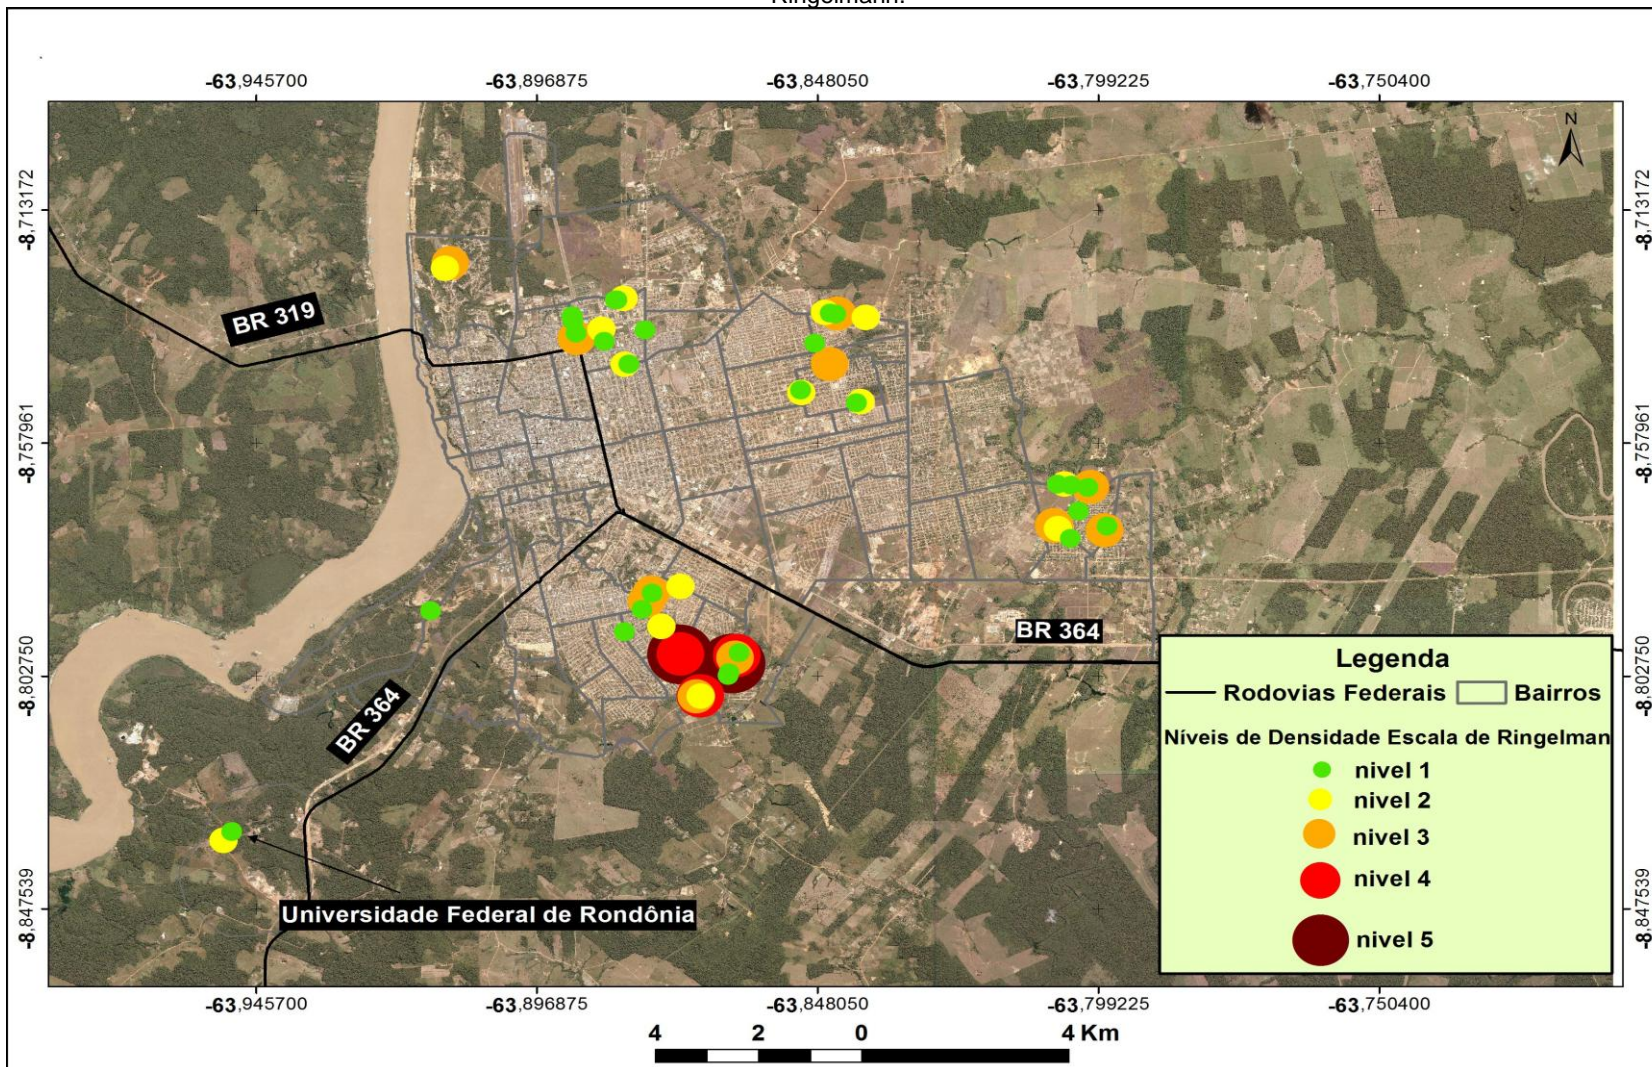 Ringelmann.
-63,945700 -63,896875 -63,848050 -63,799225 -63,750400
N
-8,713172 -8,713172
BR 319
-8,757961 -8,757961
BR 364
-8,802750 -8,802750
BR 364
Legenda
Rodovias Federais Bairros
Níveis de Densidade Escala de Ringelman
nivel 1
nivel 2
nivel 3
nivel 4
nivel 5
Universidade Federal de Rondônia
-8,847539 -8,847539
-63,945700 -63,896875 -63,848050 -63,799225 -63,750400
4 2 0 4 Km